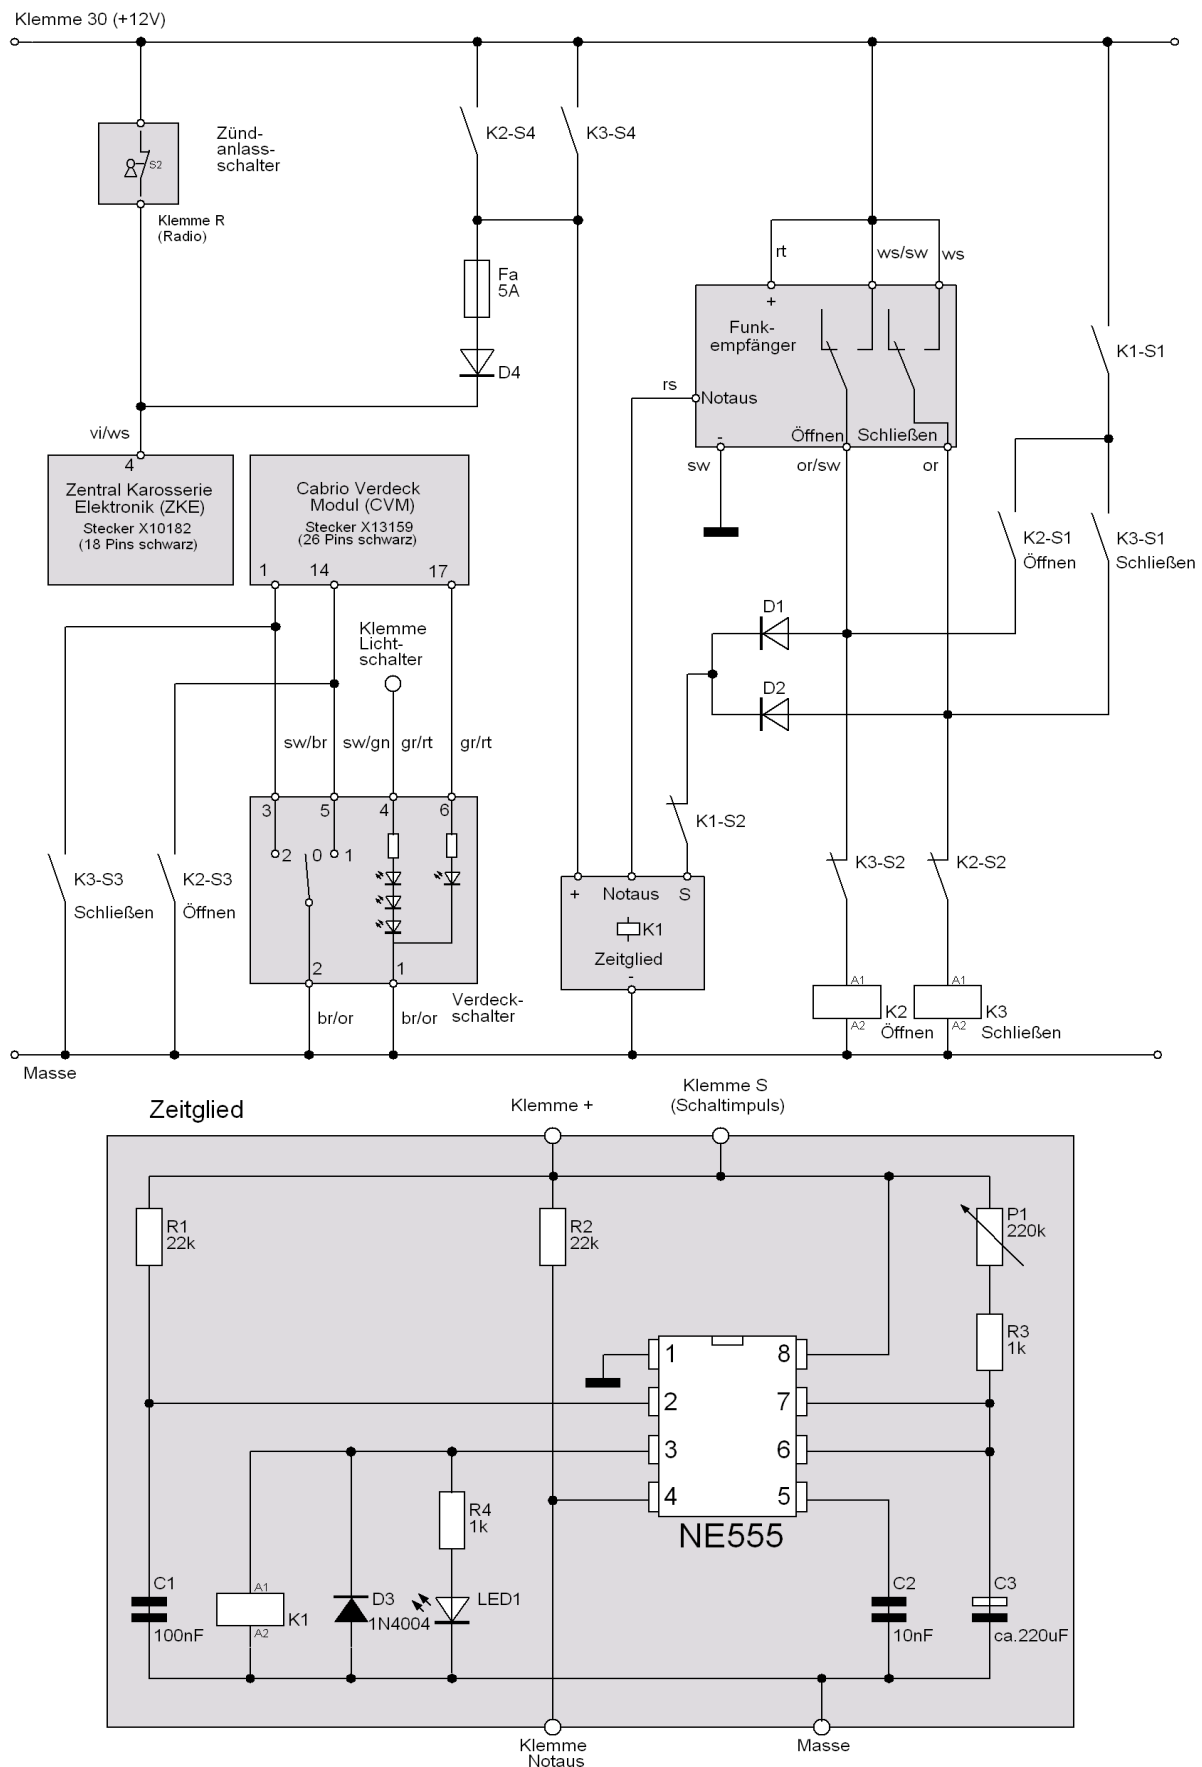 Klemme 30 (+12V)
Zünd-
anlass-
schalter
S2
Klemme R
(Radio)
K2-S4
K3-S4
Fa
5A
D4
vi/ws
rt
ws/sw
ws
+
Funk-
empfänger
rs
Notaus
-
Öffnen
Schließen
sw
or/sw
or
K1-S1
K2-S1
Öffnen
K3-S1
Schließen
4
Zentral Karosserie
Elektronik (ZKE)
Stecker X10182
(18 Pins schwarz)
Cabrio Verdeck
Modul (CVM)
Stecker X13159
(26 Pins schwarz)
1
14
17
Klemme
Licht-
schalter
D1
D2
sw/br
sw/gn
gr/rt
gr/rt
3
5
4
6
2
0
1
K3-S3
Schließen
K2-S3
Öffnen
2
1
Verdeck-
schalter
br/or
br/or
K1-S2
+
Notaus
S
K1
Zeitglied
-
K3-S2
K2-S2
A1
A2
K2
Öffnen
A1
A2
K3
Schließen
Masse
Zeitglied
Klemme +
Klemme S
(Schaltimpuls)
R1
22k
R2
22k
P1
220k
R3
1k
1
2
3
4
8
7
6
5
NE555
R4
1k
C1
100nF
A1
A2
K1
D3
1N4004
LED1
C2
10nF
C3
ca.220uF
Klemme
Notaus
Masse